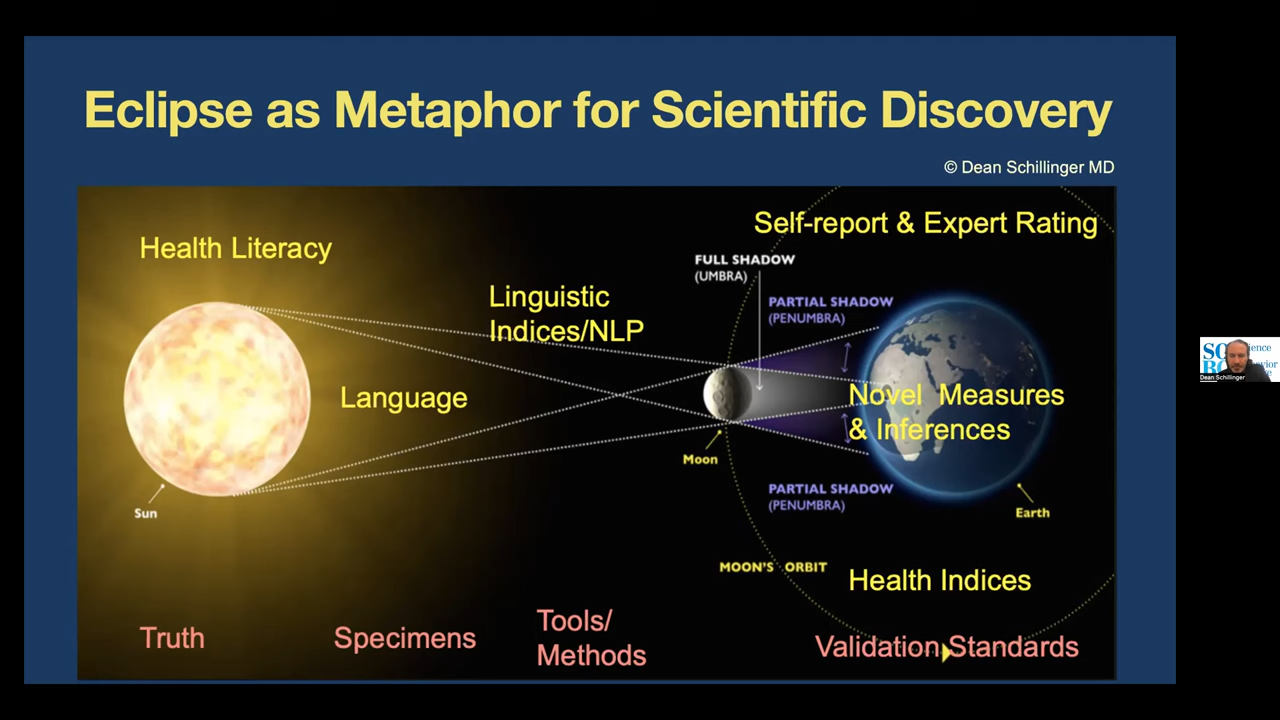 Eclipse as Metaphor for Scientific Discovery
© Dean Schillinger MD
Self-report & Expert Rating
Health Literacy
FULL SHADOW
(UMBRA)
Linguistic
Indices/NLP
PARTIAL SHADOW
(PENUMBRA)
Language
Novel Measures
& Inferences
Moon
PARTIAL SHADOW
(PENUMBRA)
Sun
Earth
MOON'S ORBIT
Health Indices
Truth
Specimens
Tools/
Methods
Validation Standards
Dean Schillinger